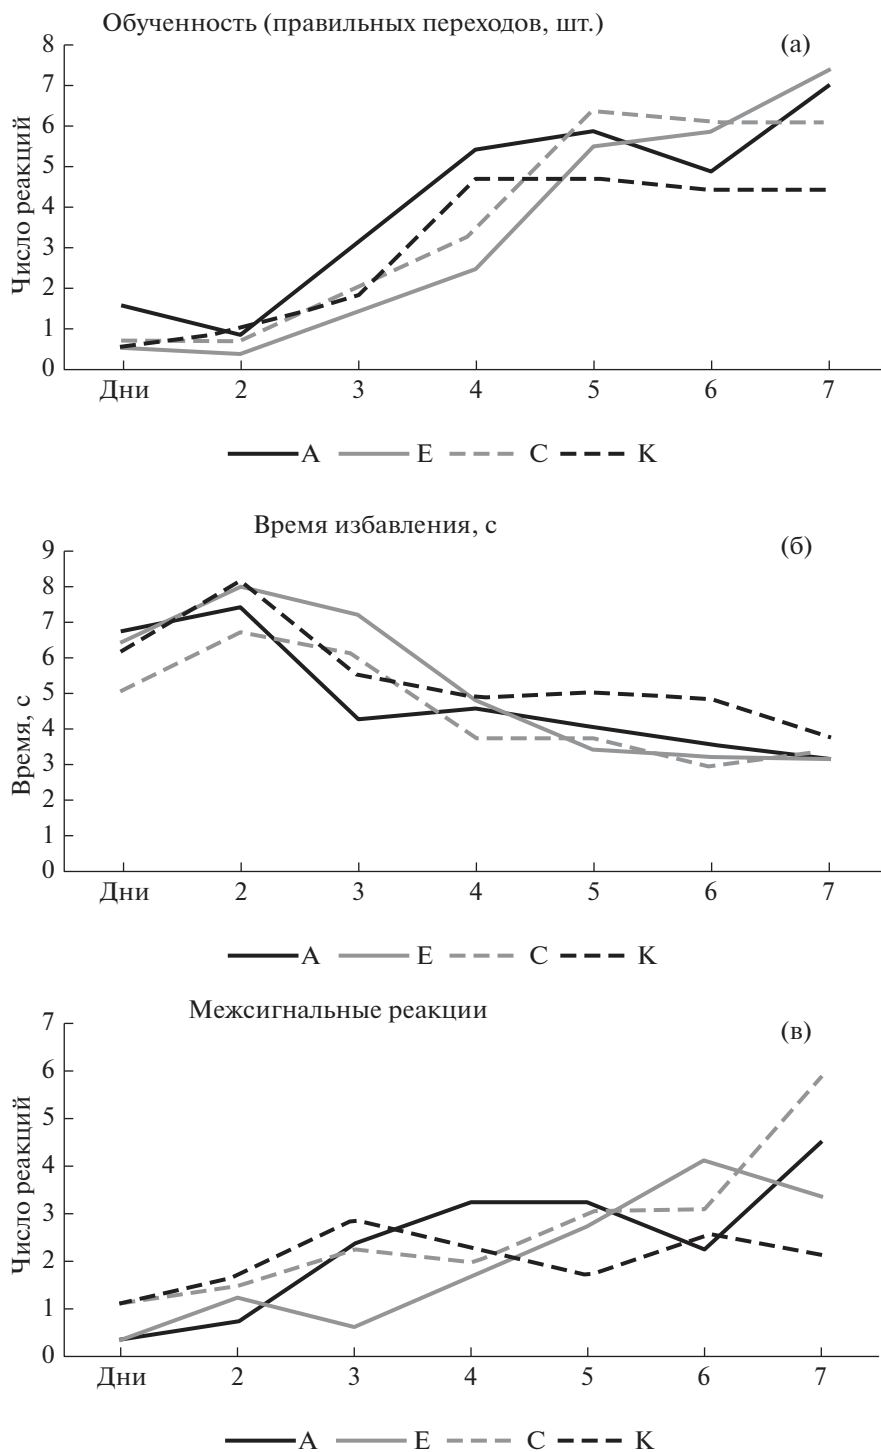 Обученность (правильных переходов, шт.)
(а)
Число реакций
8
7
6
5
4
3
2
1
0
Дни 2 3 4 5 6 7
А Е С К
Время избавления, с
(б)
Время, с
9
8
7
6
5
4
3
2
1
0
Дни 2 3 4 5 6 7
А Е С К
Межсигнальные реакции
(в)
Число реакций
7
6
5
4
3
2
1
0
Дни 2 3 4 5 6 7
А Е С К